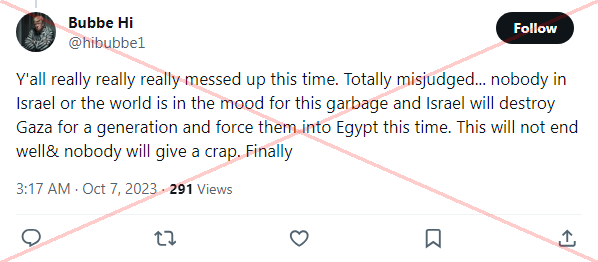 Bubbe Hi
@hibubbe1
Follow
Y'all really really really messed up this time. Totally misjudged... nobody in
Israel or the world is in the mood for this garbage and Israel will destroy
Gaza for a generation and force them into Egypt this time. This will not end
well& nobody will give a crap. Finally
3:17 AM · Oct 7, 2023 · 291 Views